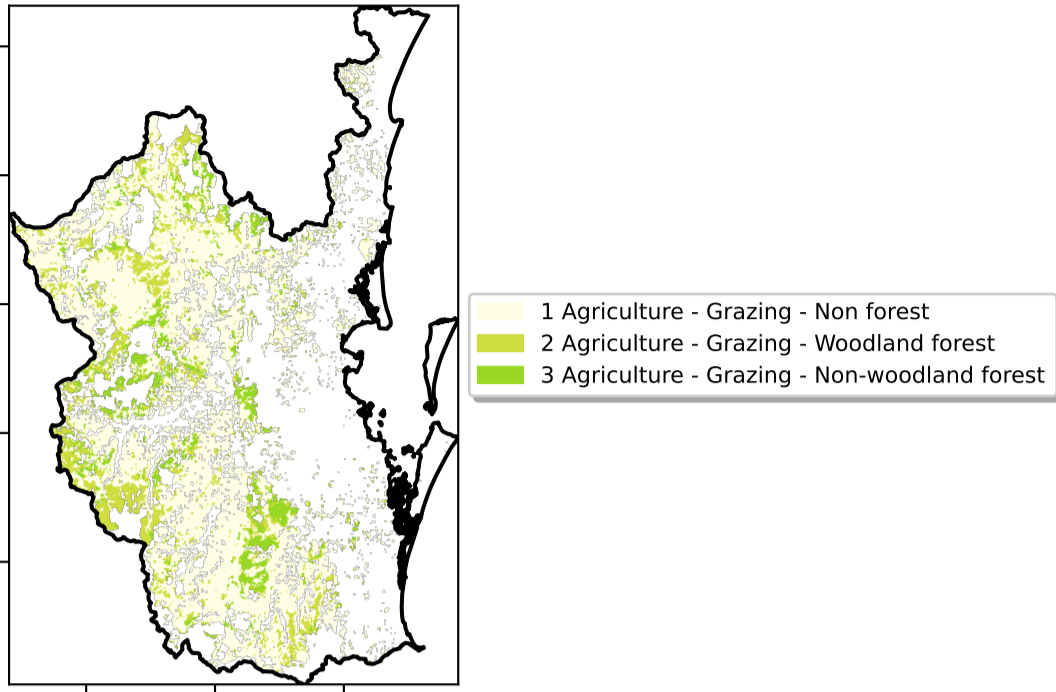 1 Agriculture - Grazing - Non forest
2 Agriculture - Grazing - Woodland forest
3 Agriculture - Grazing - Non-woodland forest